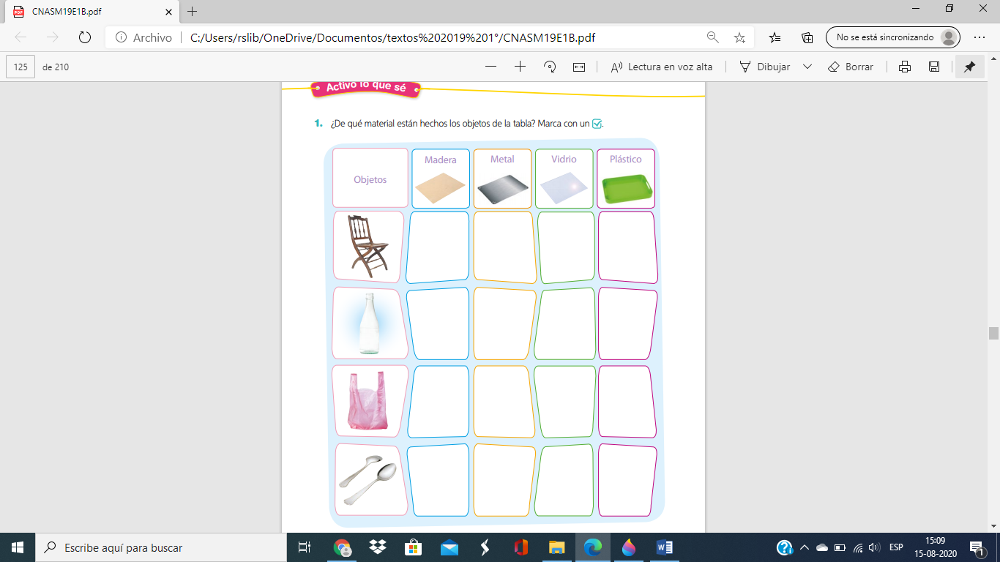 CNASM19E1B.pdf
Archivo C:/Users/rslib/OneDrive/Documentos/textos%202019%201°/CNASM19E1B.pdf No se está sincronizando
125 de 210 Lectura en voz alta Dibujar Borrar
Activo lo que sé
1. ¿De qué material están hechos los objetos de la tabla? Marca con un ☑.
Objetos Madera Metal Vidrio Plástico
Escribe aquí para buscar
ESP
15:09
15-08-2020
1